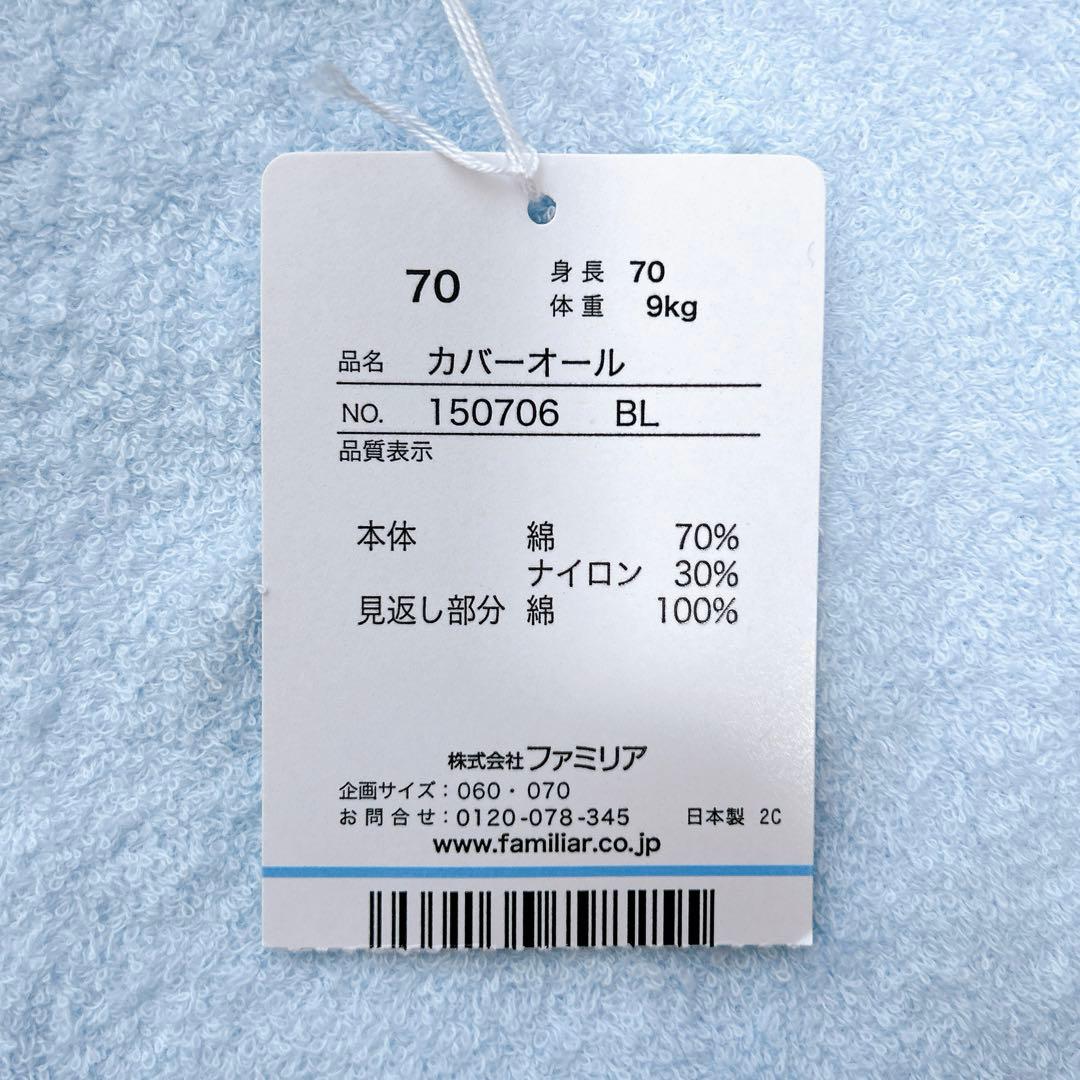 70 身長 70
体重 9kg
品名 カバーオール
NO. 150706 BL
品質表示
本体 綿 70%
ナイロン 30%
見返し部分 綿 100%
株式会社ファミリア
企画サイズ:060・070
お問合せ:0120-078-345 日本製 2C
www.familiar.co.jp